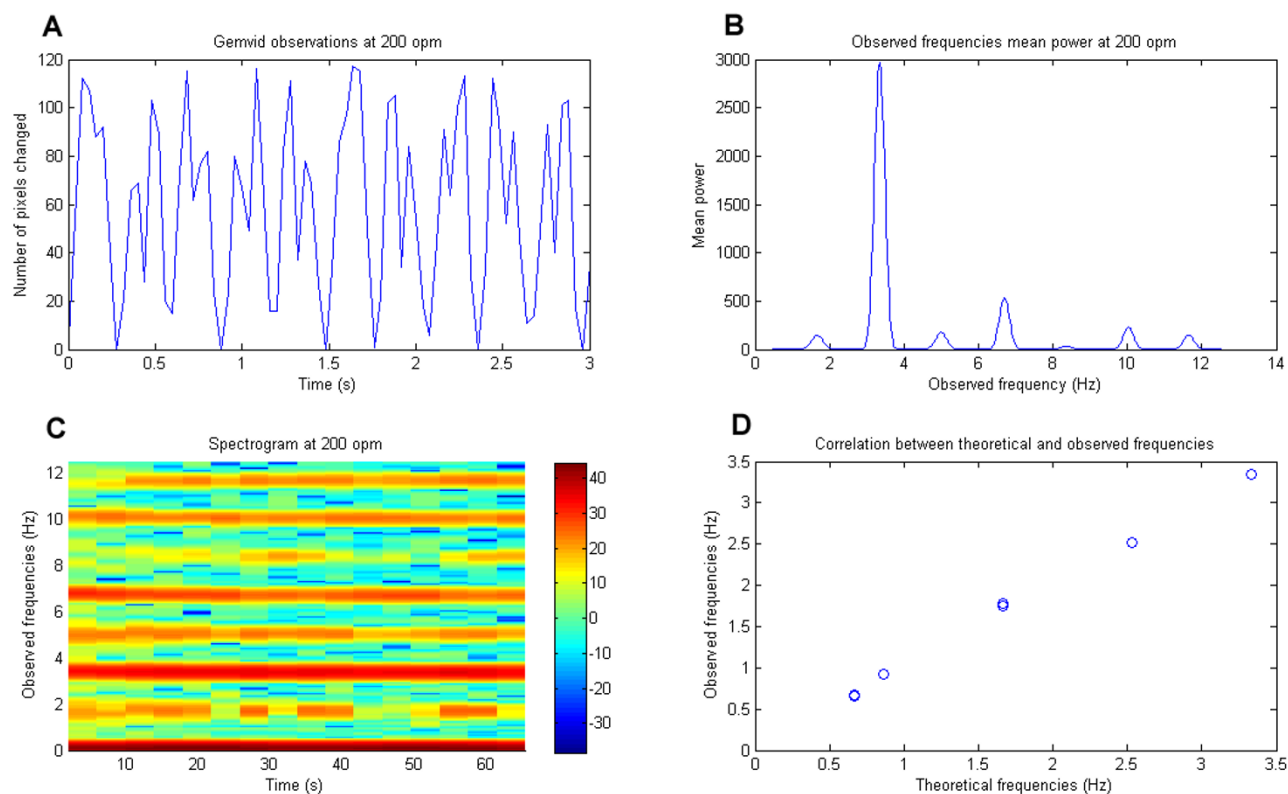 A
Gemvid observations at 200 opm
Number of pixels changed
120
100
80
60
40
20
0
0 0.5 1 1.5 2 2.5 3
Time (s)
B
Observed frequencies mean power at 200 opm
Mean power
3000
2500
2000
1500
1000
500
0
0 2 4 6 8 10 12 14
Observed frequency (Hz)
C
Spectrogram at 200 opm
Observed frequencies (Hz)
12
10
8
6
4
2
0
10 20 30 40 50 60
Time (s)
40
30
20
10
0
-10
-20
-30
D
Correlation between theoretical and observed frequencies
Observed frequencies (Hz)
3.5
3
2.5
2
1.5
1
0.5
0
0 0.5 1 1.5 2 2.5 3 3.5
Theoretical frequencies (Hz)